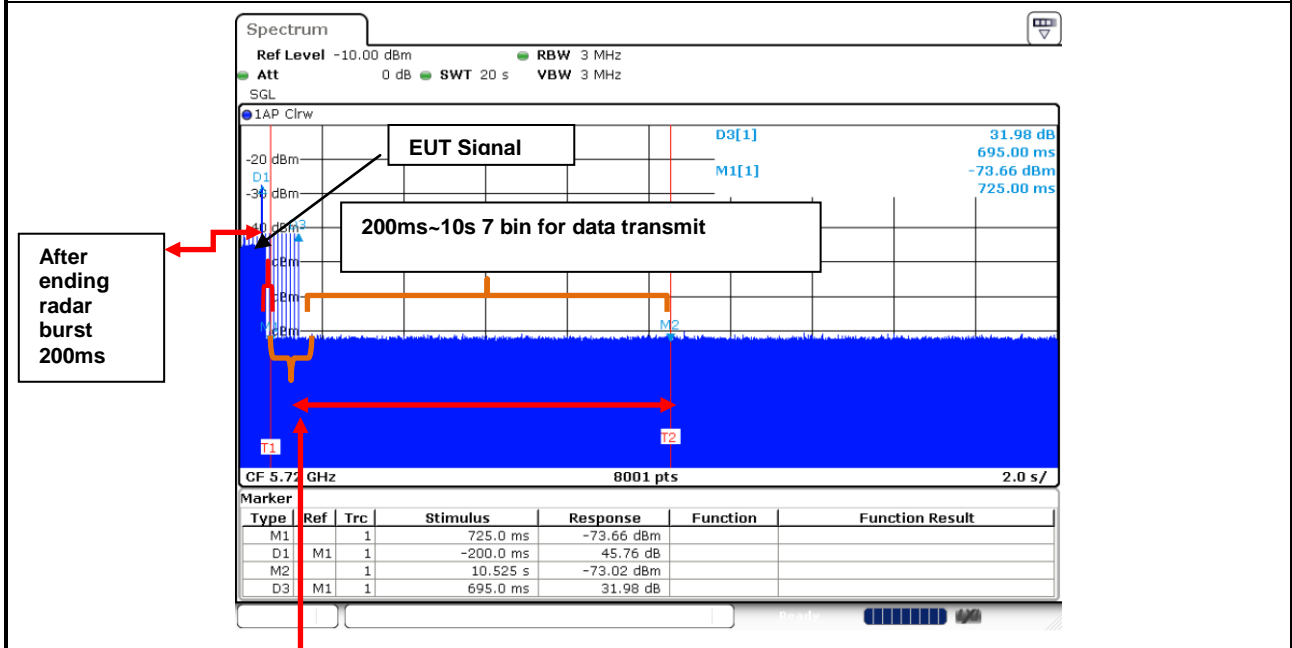 Spectrum
Ref Level -10.00 dBm RBW 3 MHz
Att 0 dB SWT 20 s VBW 3 MHz
SGL
1AP Clrw
D3[1] 31.98 dB
695.00 ms
M1[1] -73.66 dBm
725.00 ms
EUT Signal
-20 dBm
D1
-30 dBm
200ms~10s 7 bin for data transmit
After
ending
radar
burst
200ms
M2
T1
T2
CF 5.72 GHz 8001 pts 2.0 s/
Marker
Type Ref Trc Stimulus Response Function Function Result
M1 1 725.0 ms -73.66 dBm
D1 M1 1 -200.0 ms 45.76 dB
M2 1 10.525 s -73.02 dBm
D3 M1 1 695.0 ms 31.98 dB
Ready